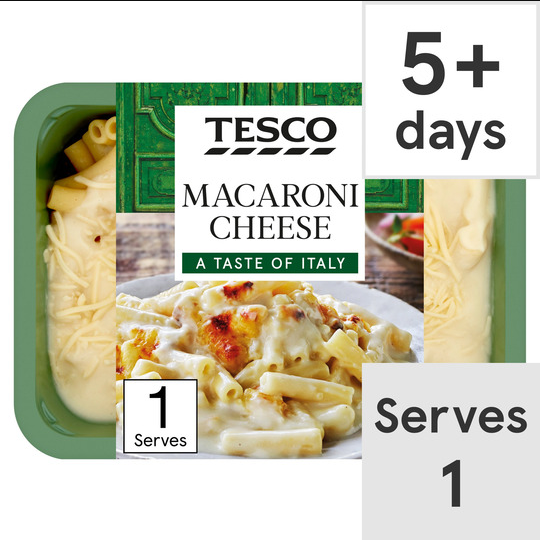 5+
days
TESCO
MACARONI
CHEESE
A TASTE OF ITALY
1
Serves
Serves
1